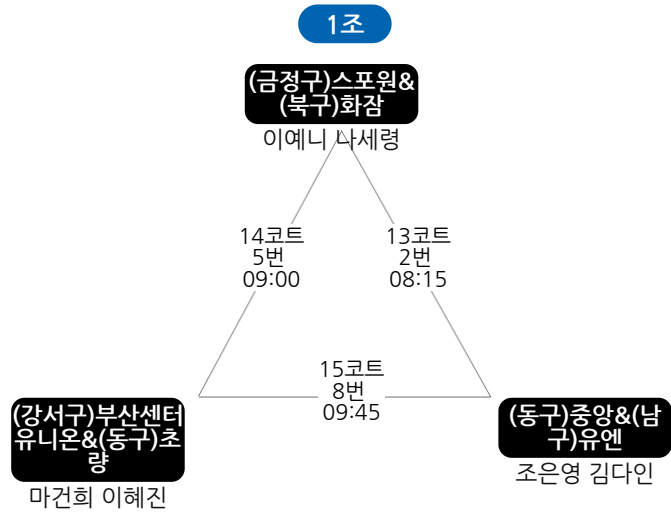 1조
(금정구)스포원&
(북구)화잠
이예니 나세령
14코트
5번
09:00
13코트
2번
08:15
15코트
8번
09:45
(강서구)부산센터
유니온&(동구)초
량
마건희 이혜진
(동구)중앙&(남
구)유엔
조은영 김다인